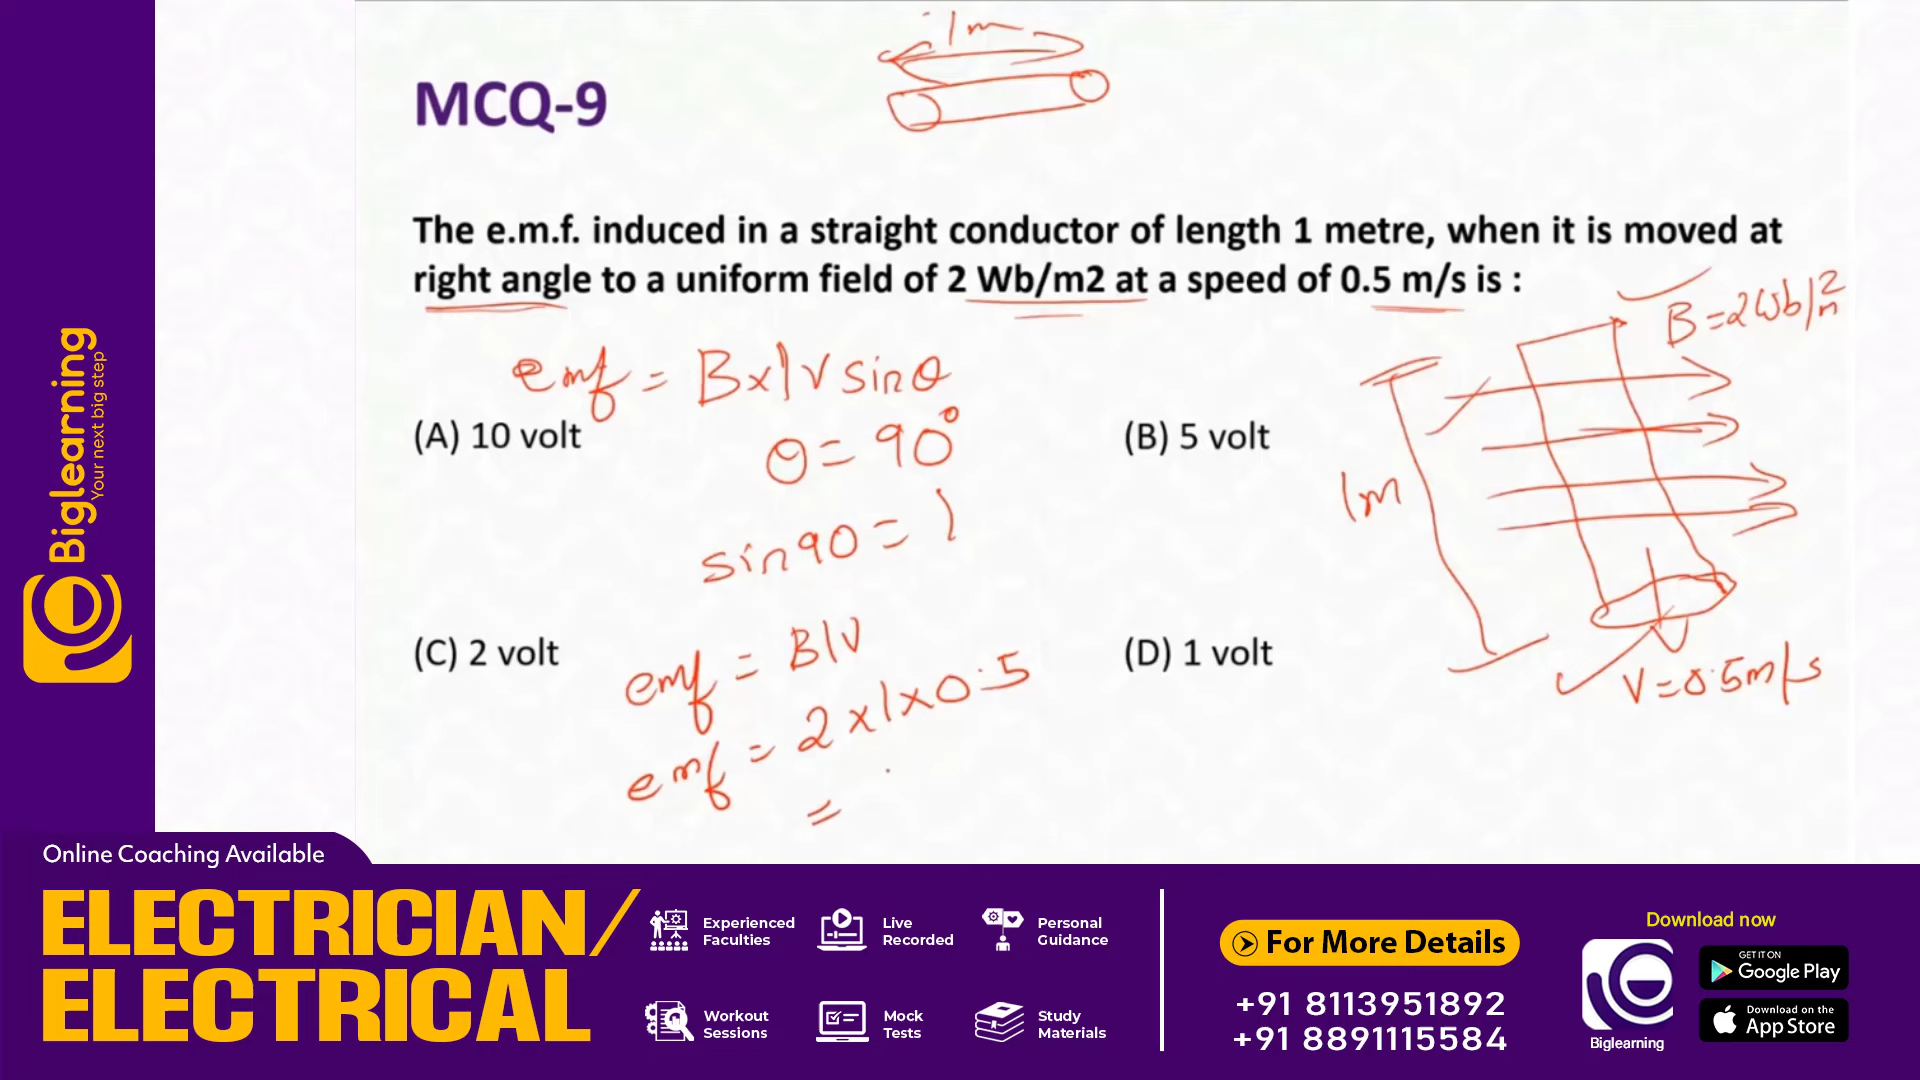 1m
MCQ-9
The e.m.f. induced in a straight conductor of length 1 metre, when it is moved at
right angle to a uniform field of 2 Wb/m2 at a speed of 0.5 m/s is :
B=2Wb/m²
emf = B×lv sinθ
(A) 10 volt
θ = 90°
(B) 5 volt
1m
sin90 = 1
(C) 2 volt
emf = Blv
(D) 1 volt
V=0.5m/s
emf = 2×1×0.5
=
Biglearning
Your next big step
Online Coaching Available
ELECTRICIAN/
ELECTRICAL
Experienced
Faculties
Live
Recorded
Personal
Guidance
Workout
Sessions
Mock
Tests
Study
Materials
For More Details
+91 8113951892
+91 8891115584
Download now
Biglearning
GET IT ON
Google Play
Download on the
App Store